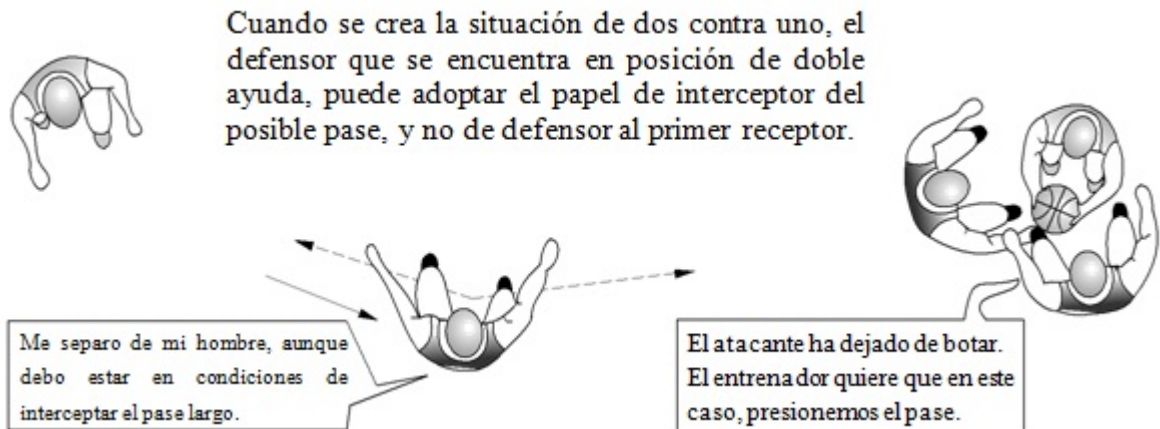 Cuando se crea la situación de dos contra uno, el
defensor que se encuentra en posición de doble
ayuda, puede adoptar el papel de interceptor del
posible pase, y no de defensor al primer receptor.
Me separo de mi hombre, aunque
debo estar en condiciones de
interceptar el pase largo.
El atacante ha dejado de botar.
El entrenador quiere que en este
caso, presionemos el pase.